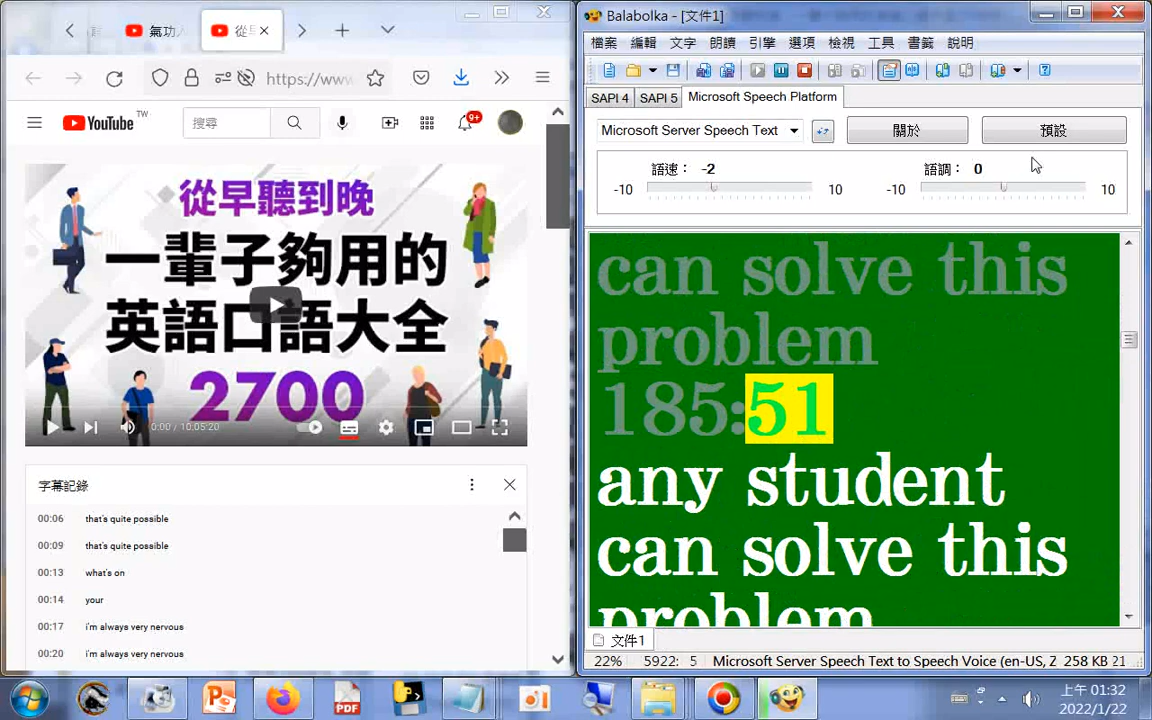 氣功
從
https://www
YouTube TW
搜尋
9+
從早聽到晚
一輩子夠用的
英語口語大全
2700
0:00 / 10:05:20
字幕記錄
00:06 that's quite possible
00:09 that's quite possible
00:13 what's on
00:14 your
00:17 i'm always very nervous
00:20 i'm always very nervous
Balabolka - [文件1]
檔案 編輯 文字 朗讀 引擎 選項 檢視 工具 書籤 說明
SAPI 4 SAPI 5 Microsoft Speech Platform
Microsoft Server Speech Text 關於 預設
語速： -2 語調： 0
-10 10 -10 10
can solve this
problem
185:51
any student
can solve this
problem
文件1
22% 5922: 5 Microsoft Server Speech Text to Speech Voice (en-US, Z 258 KB 21
PDF
上午 01:32
2022/1/22